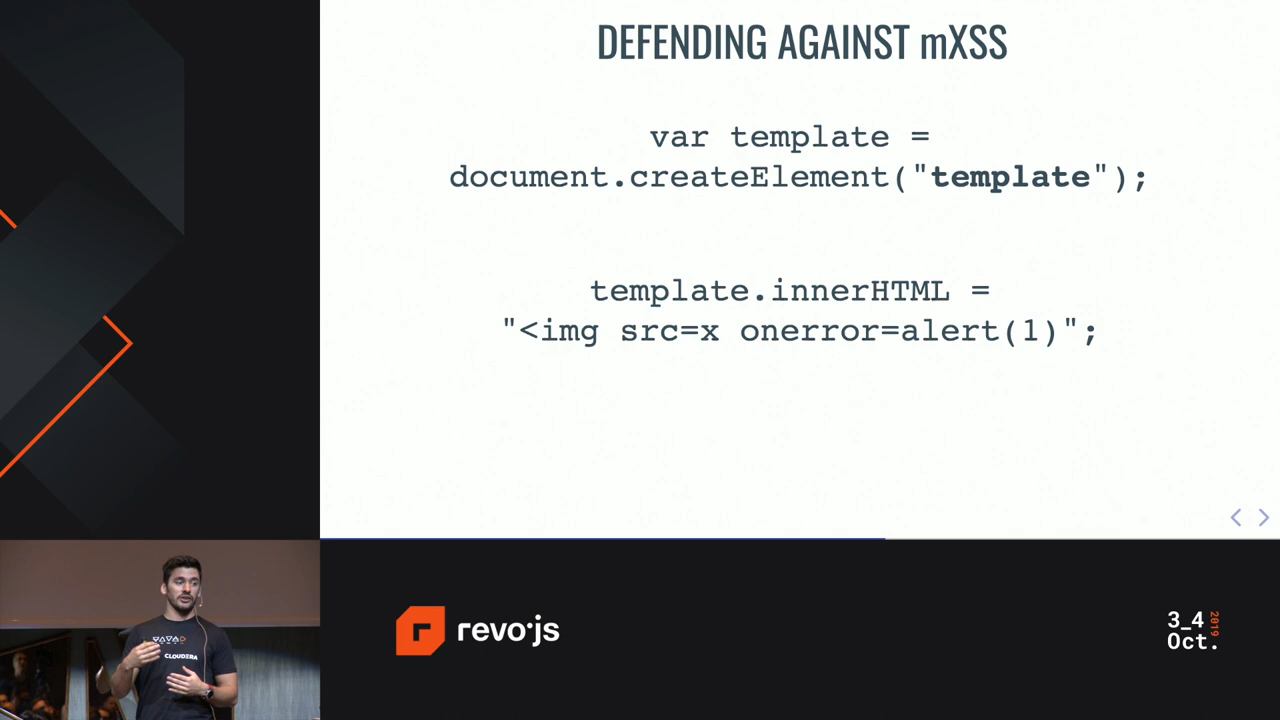 DEFENDING AGAINST mXSS
var template =
document.createElement("template");
template.innerHTML =
"<img src=x onerror=alert(1)";
CLOUDERA
r revo.js
3_4 2019
Oct.